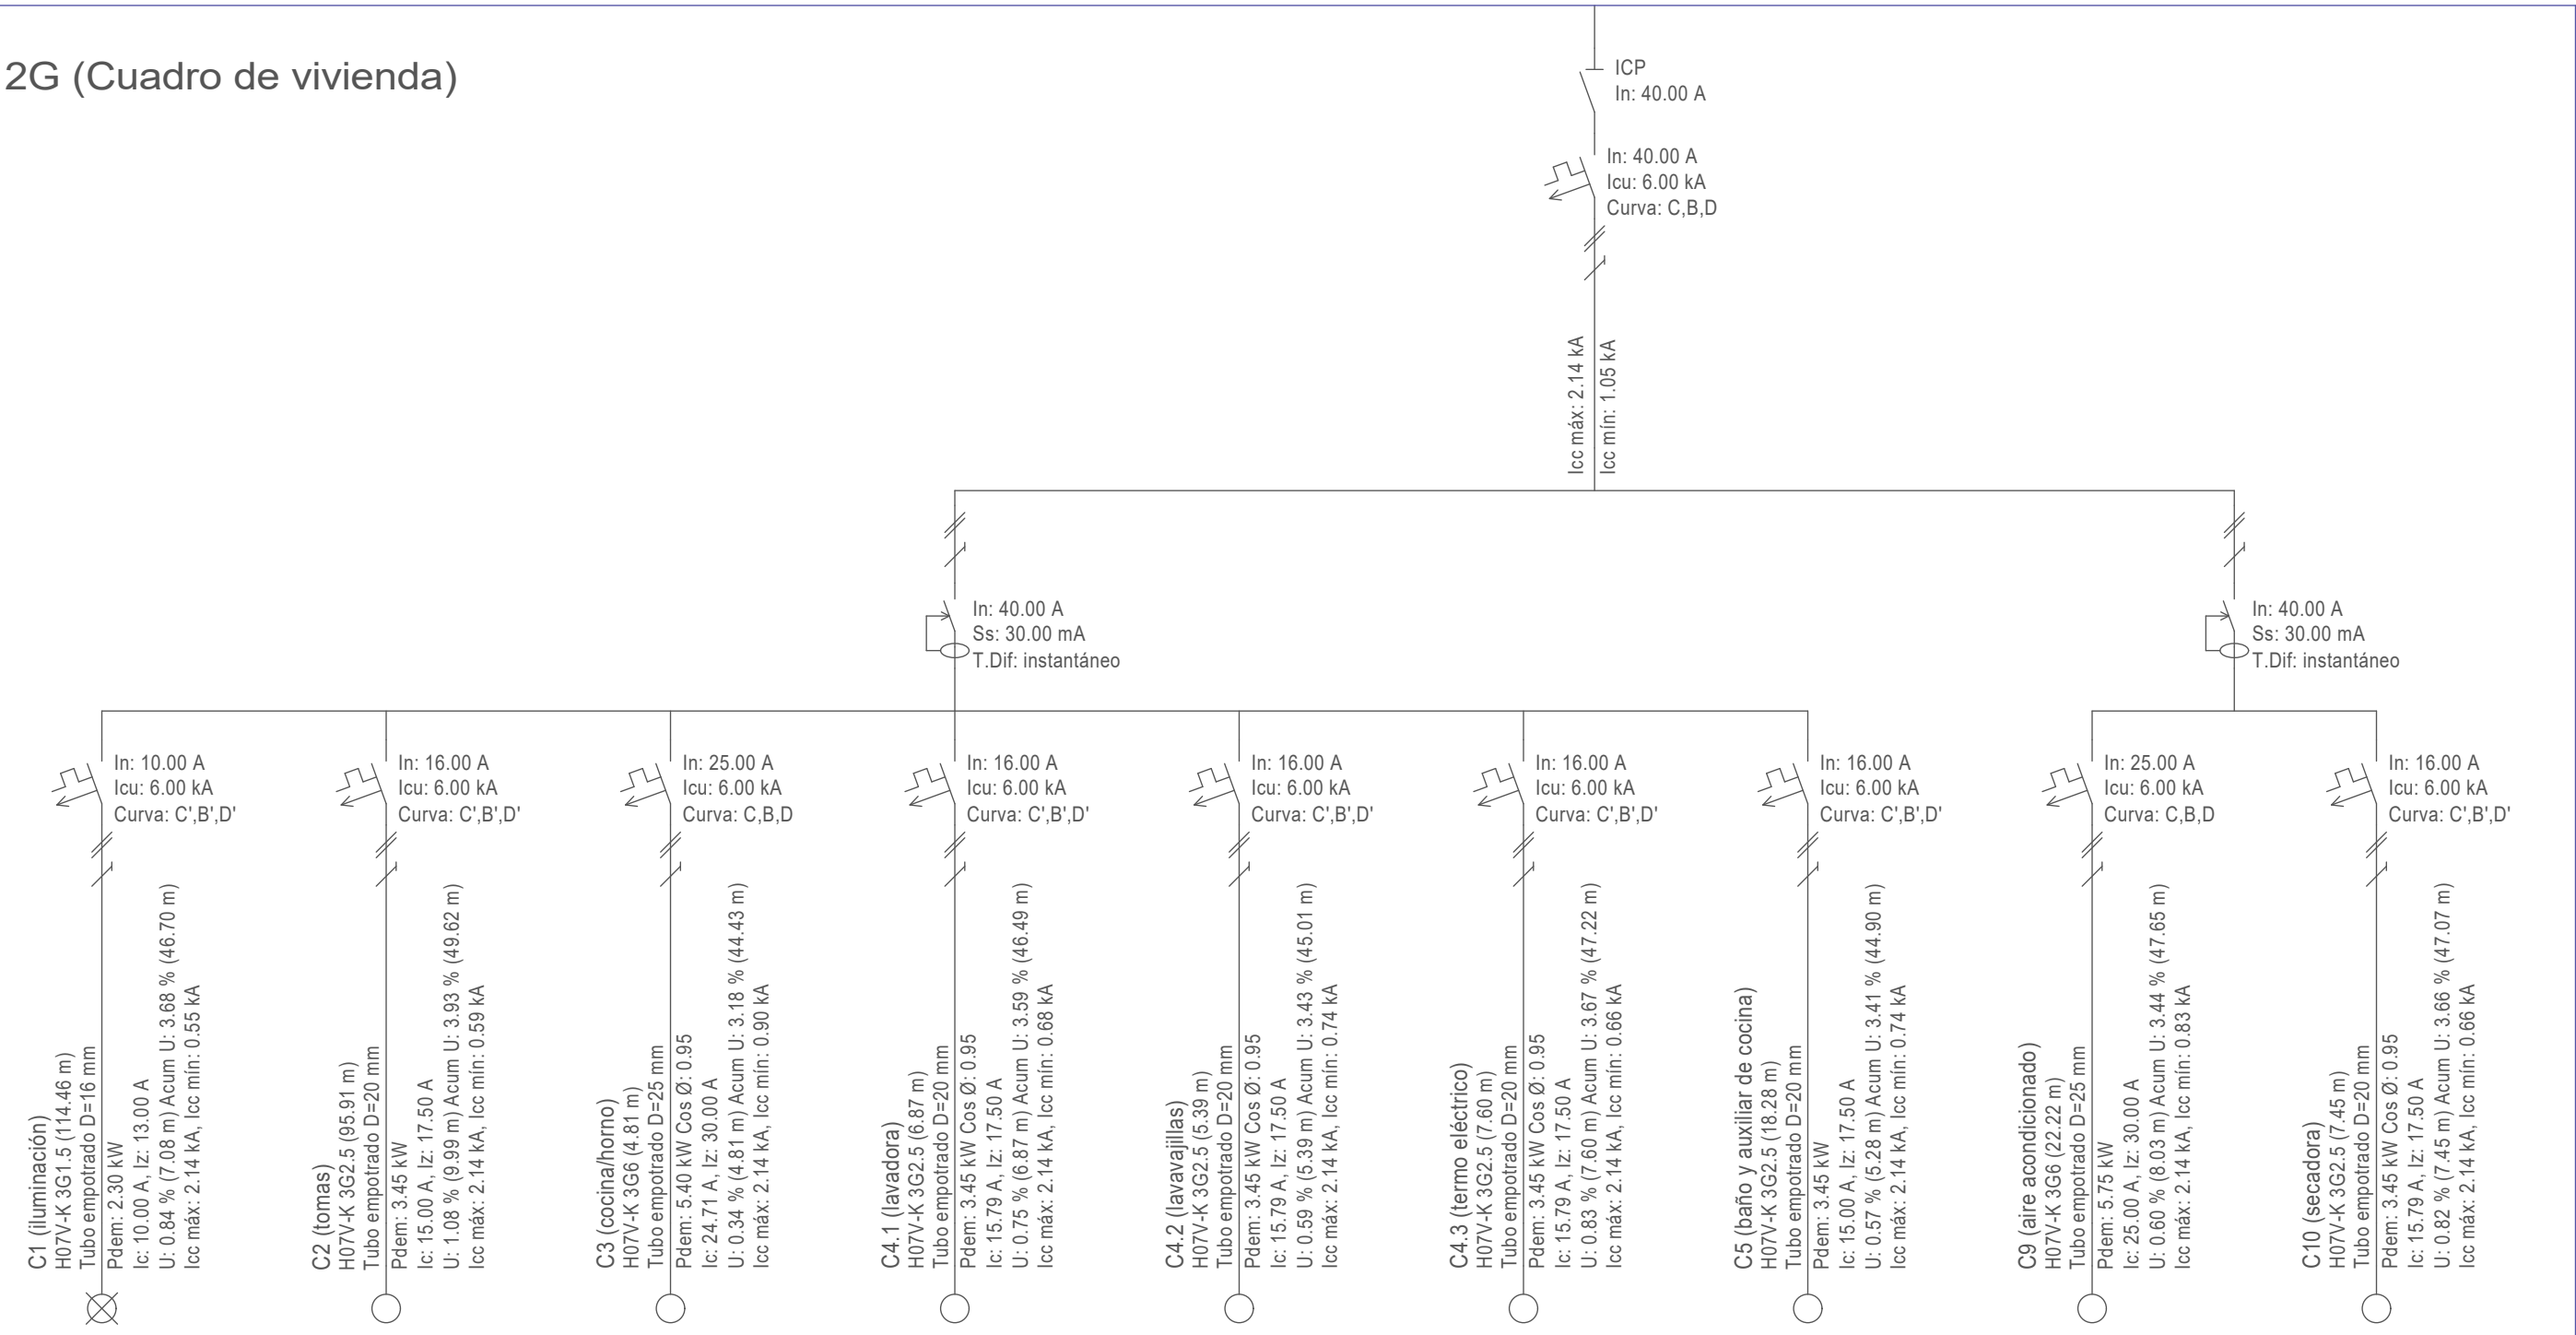 2G (Cuadro de vivienda)
ICP
In: 40.00 A
In: 40.00 A
Icu: 6.00 kA
Curva: C,B,D
Icc máx: 2.14 kA
Icc mín: 1.05 kA
In: 40.00 A
Ss: 30.00 mA
T.Dif: instantáneo
In: 40.00 A
Ss: 30.00 mA
T.Dif: instantáneo
In: 10.00 A
Icu: 6.00 kA
Curva: C',B',D'
In: 16.00 A
Icu: 6.00 kA
Curva: C',B',D'
In: 25.00 A
Icu: 6.00 kA
Curva: C,B,D
In: 16.00 A
Icu: 6.00 kA
Curva: C',B',D'
In: 16.00 A
Icu: 6.00 kA
Curva: C',B',D'
In: 16.00 A
Icu: 6.00 kA
Curva: C',B',D'
In: 16.00 A
Icu: 6.00 kA
Curva: C',B',D'
In: 25.00 A
Icu: 6.00 kA
Curva: C,B,D
In: 16.00 A
Icu: 6.00 kA
Curva: C',B',D'
C1 (iluminación)
H07V-K 3G1.5 (114.46 m)
Tubo empotrado D=16 mm
Pdem: 2.30 kW
Ic: 10.00 A, Iz: 13.00 A
U: 0.84 % (7.08 m) Acum U: 3.68 % (46.70 m)
Icc máx: 2.14 kA, Icc mín: 0.55 kA
C2 (tomas)
H07V-K 3G2.5 (95.91 m)
Tubo empotrado D=20 mm
Pdem: 3.45 kW
Ic: 15.00 A, Iz: 17.50 A
U: 1.08 % (9.99 m) Acum U: 3.93 % (49.62 m)
Icc máx: 2.14 kA, Icc mín: 0.59 kA
C3 (cocina/horno)
H07V-K 3G6 (4.81 m)
Tubo empotrado D=25 mm
Pdem: 5.40 kW Cos Ø: 0.95
Ic: 24.71 A, Iz: 30.00 A
U: 0.34 % (4.81 m) Acum U: 3.18 % (44.43 m)
Icc máx: 2.14 kA, Icc mín: 0.90 kA
C4.1 (lavadora)
H07V-K 3G2.5 (6.87 m)
Tubo empotrado D=20 mm
Pdem: 3.45 kW Cos Ø: 0.95
Ic: 15.79 A, Iz: 17.50 A
U: 0.75 % (6.87 m) Acum U: 3.59 % (46.49 m)
Icc máx: 2.14 kA, Icc mín: 0.68 kA
C4.2 (lavavajillas)
H07V-K 3G2.5 (5.39 m)
Tubo empotrado D=20 mm
Pdem: 3.45 kW Cos Ø: 0.95
Ic: 15.79 A, Iz: 17.50 A
U: 0.59 % (5.39 m) Acum U: 3.43 % (45.01 m)
Icc máx: 2.14 kA, Icc mín: 0.74 kA
C4.3 (termo eléctrico)
H07V-K 3G2.5 (7.60 m)
Tubo empotrado D=20 mm
Pdem: 3.45 kW Cos Ø: 0.95
Ic: 15.79 A, Iz: 17.50 A
U: 0.83 % (7.60 m) Acum U: 3.67 % (47.22 m)
Icc máx: 2.14 kA, Icc mín: 0.66 kA
C5 (baño y auxiliar de cocina)
H07V-K 3G2.5 (18.28 m)
Tubo empotrado D=20 mm
Pdem: 3.45 kW
Ic: 15.00 A, Iz: 17.50 A
U: 0.57 % (5.28 m) Acum U: 3.41 % (44.90 m)
Icc máx: 2.14 kA, Icc mín: 0.74 kA
C9 (aire acondicionado)
H07V-K 3G6 (22.22 m)
Tubo empotrado D=25 mm
Pdem: 5.75 kW
Ic: 25.00 A, Iz: 30.00 A
U: 0.60 % (8.03 m) Acum U: 3.44 % (47.65 m)
Icc máx: 2.14 kA, Icc mín: 0.83 kA
C10 (secadora)
H07V-K 3G2.5 (7.45 m)
Tubo empotrado D=20 mm
Pdem: 3.45 kW Cos Ø: 0.95
Ic: 15.79 A, Iz: 17.50 A
U: 0.82 % (7.45 m) Acum U: 3.66 % (47.07 m)
Icc máx: 2.14 kA, Icc mín: 0.66 kA